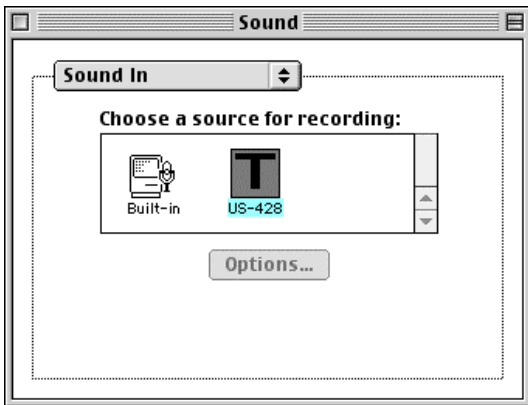 Sound
Sound In
Choose a source for recording:
T
Built-in US-428
Options...